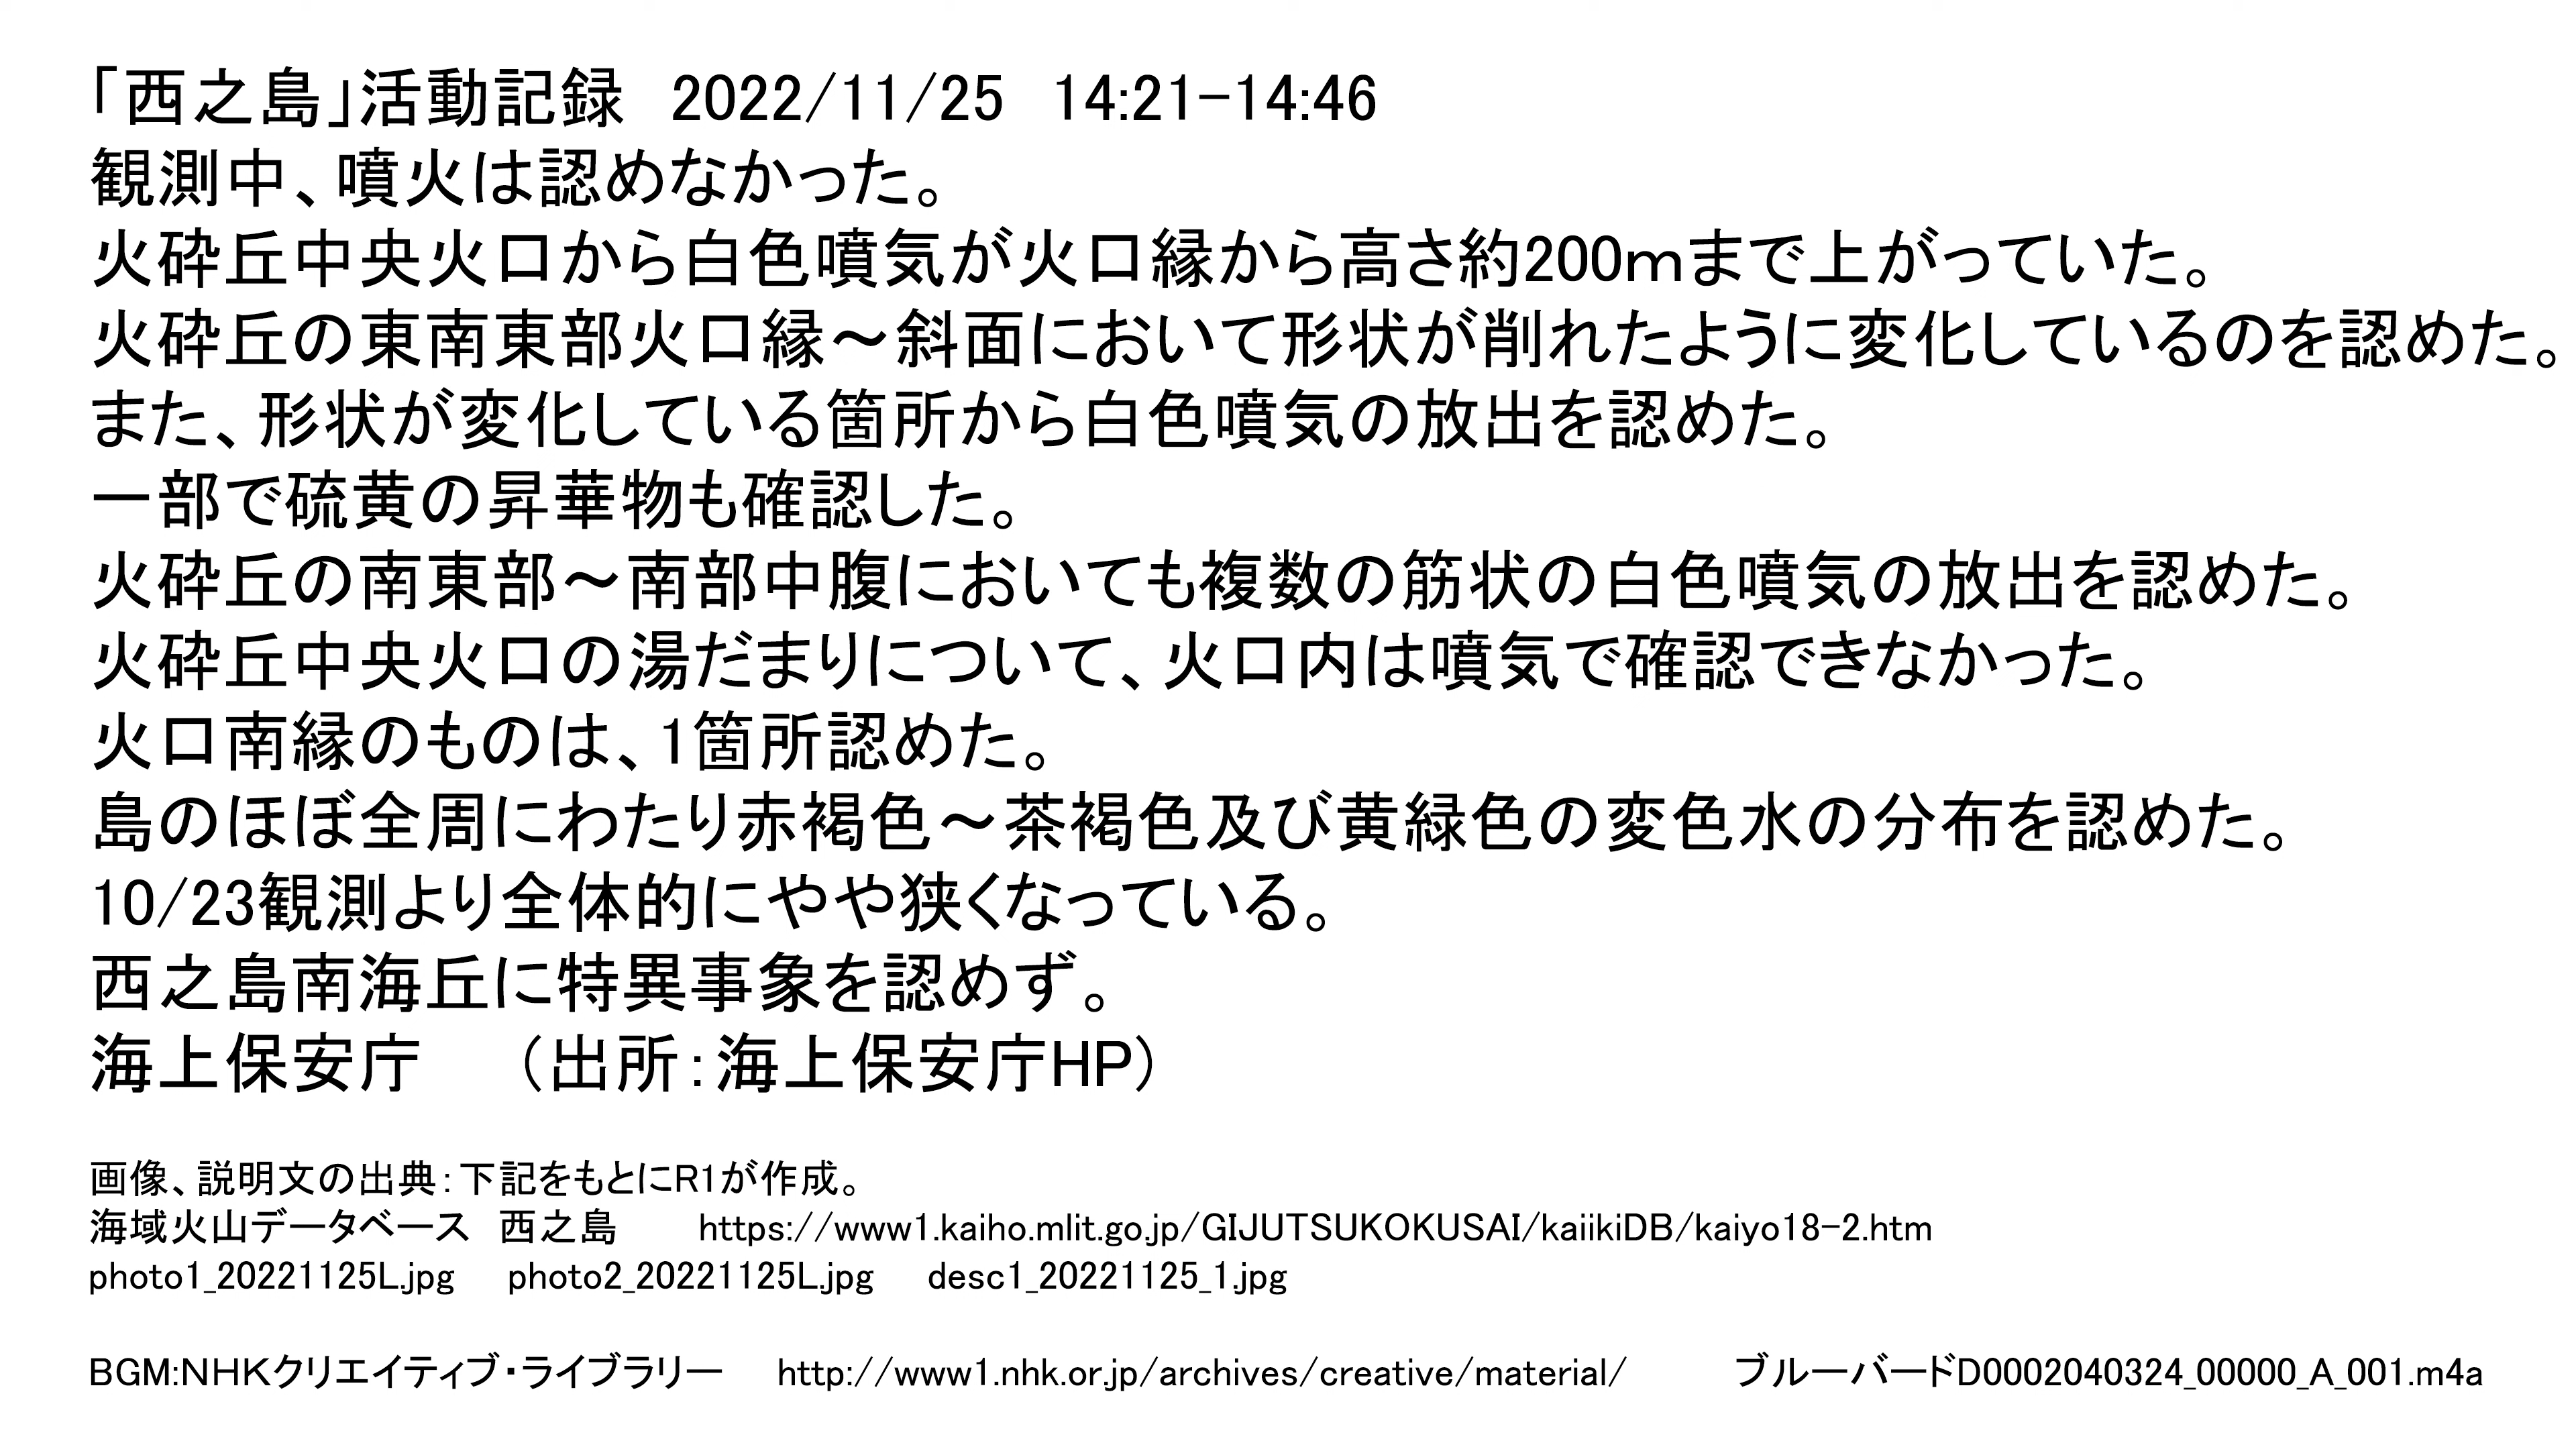 「西之島」活動記録　2022/11/25　14:21-14:46
観測中、噴火は認めなかった。
火砕丘中央火口から白色噴気が火口縁から高さ約200mまで上がっていた。
火砕丘の東南東部火口縁～斜面において形状が削れたように変化しているのを認めた。
また、形状が変化している箇所から白色噴気の放出を認めた。
一部で硫黄の昇華物も確認した。
火砕丘の南東部～南部中腹においても複数の筋状の白色噴気の放出を認めた。
火砕丘中央火口の湯だまりについて、火口内は噴気で確認できなかった。
火口南縁のものは、1箇所認めた。
島のほぼ全周にわたり赤褐色～茶褐色及び黄緑色の変色水の分布を認めた。
10/23観測より全体的にやや狭くなっている。
西之島南海丘に特異事象を認めず。
海上保安庁　（出所：海上保安庁HP）
画像、説明文の出典：下記をもとにR1が作成。
海域火山データベース　西之島　https://www1.kaiho.mlit.go.jp/GIJUTSUKOKUSAI/kaiikiDB/kaiyo18-2.htm
photo1_20221125L.jpg　photo2_20221125L.jpg　desc1_20221125_1.jpg
BGM:NHKクリエイティブ・ライブラリー　http://www1.nhk.or.jp/archives/creative/material/　ブルーバードD0002040324_00000_A_001.m4a